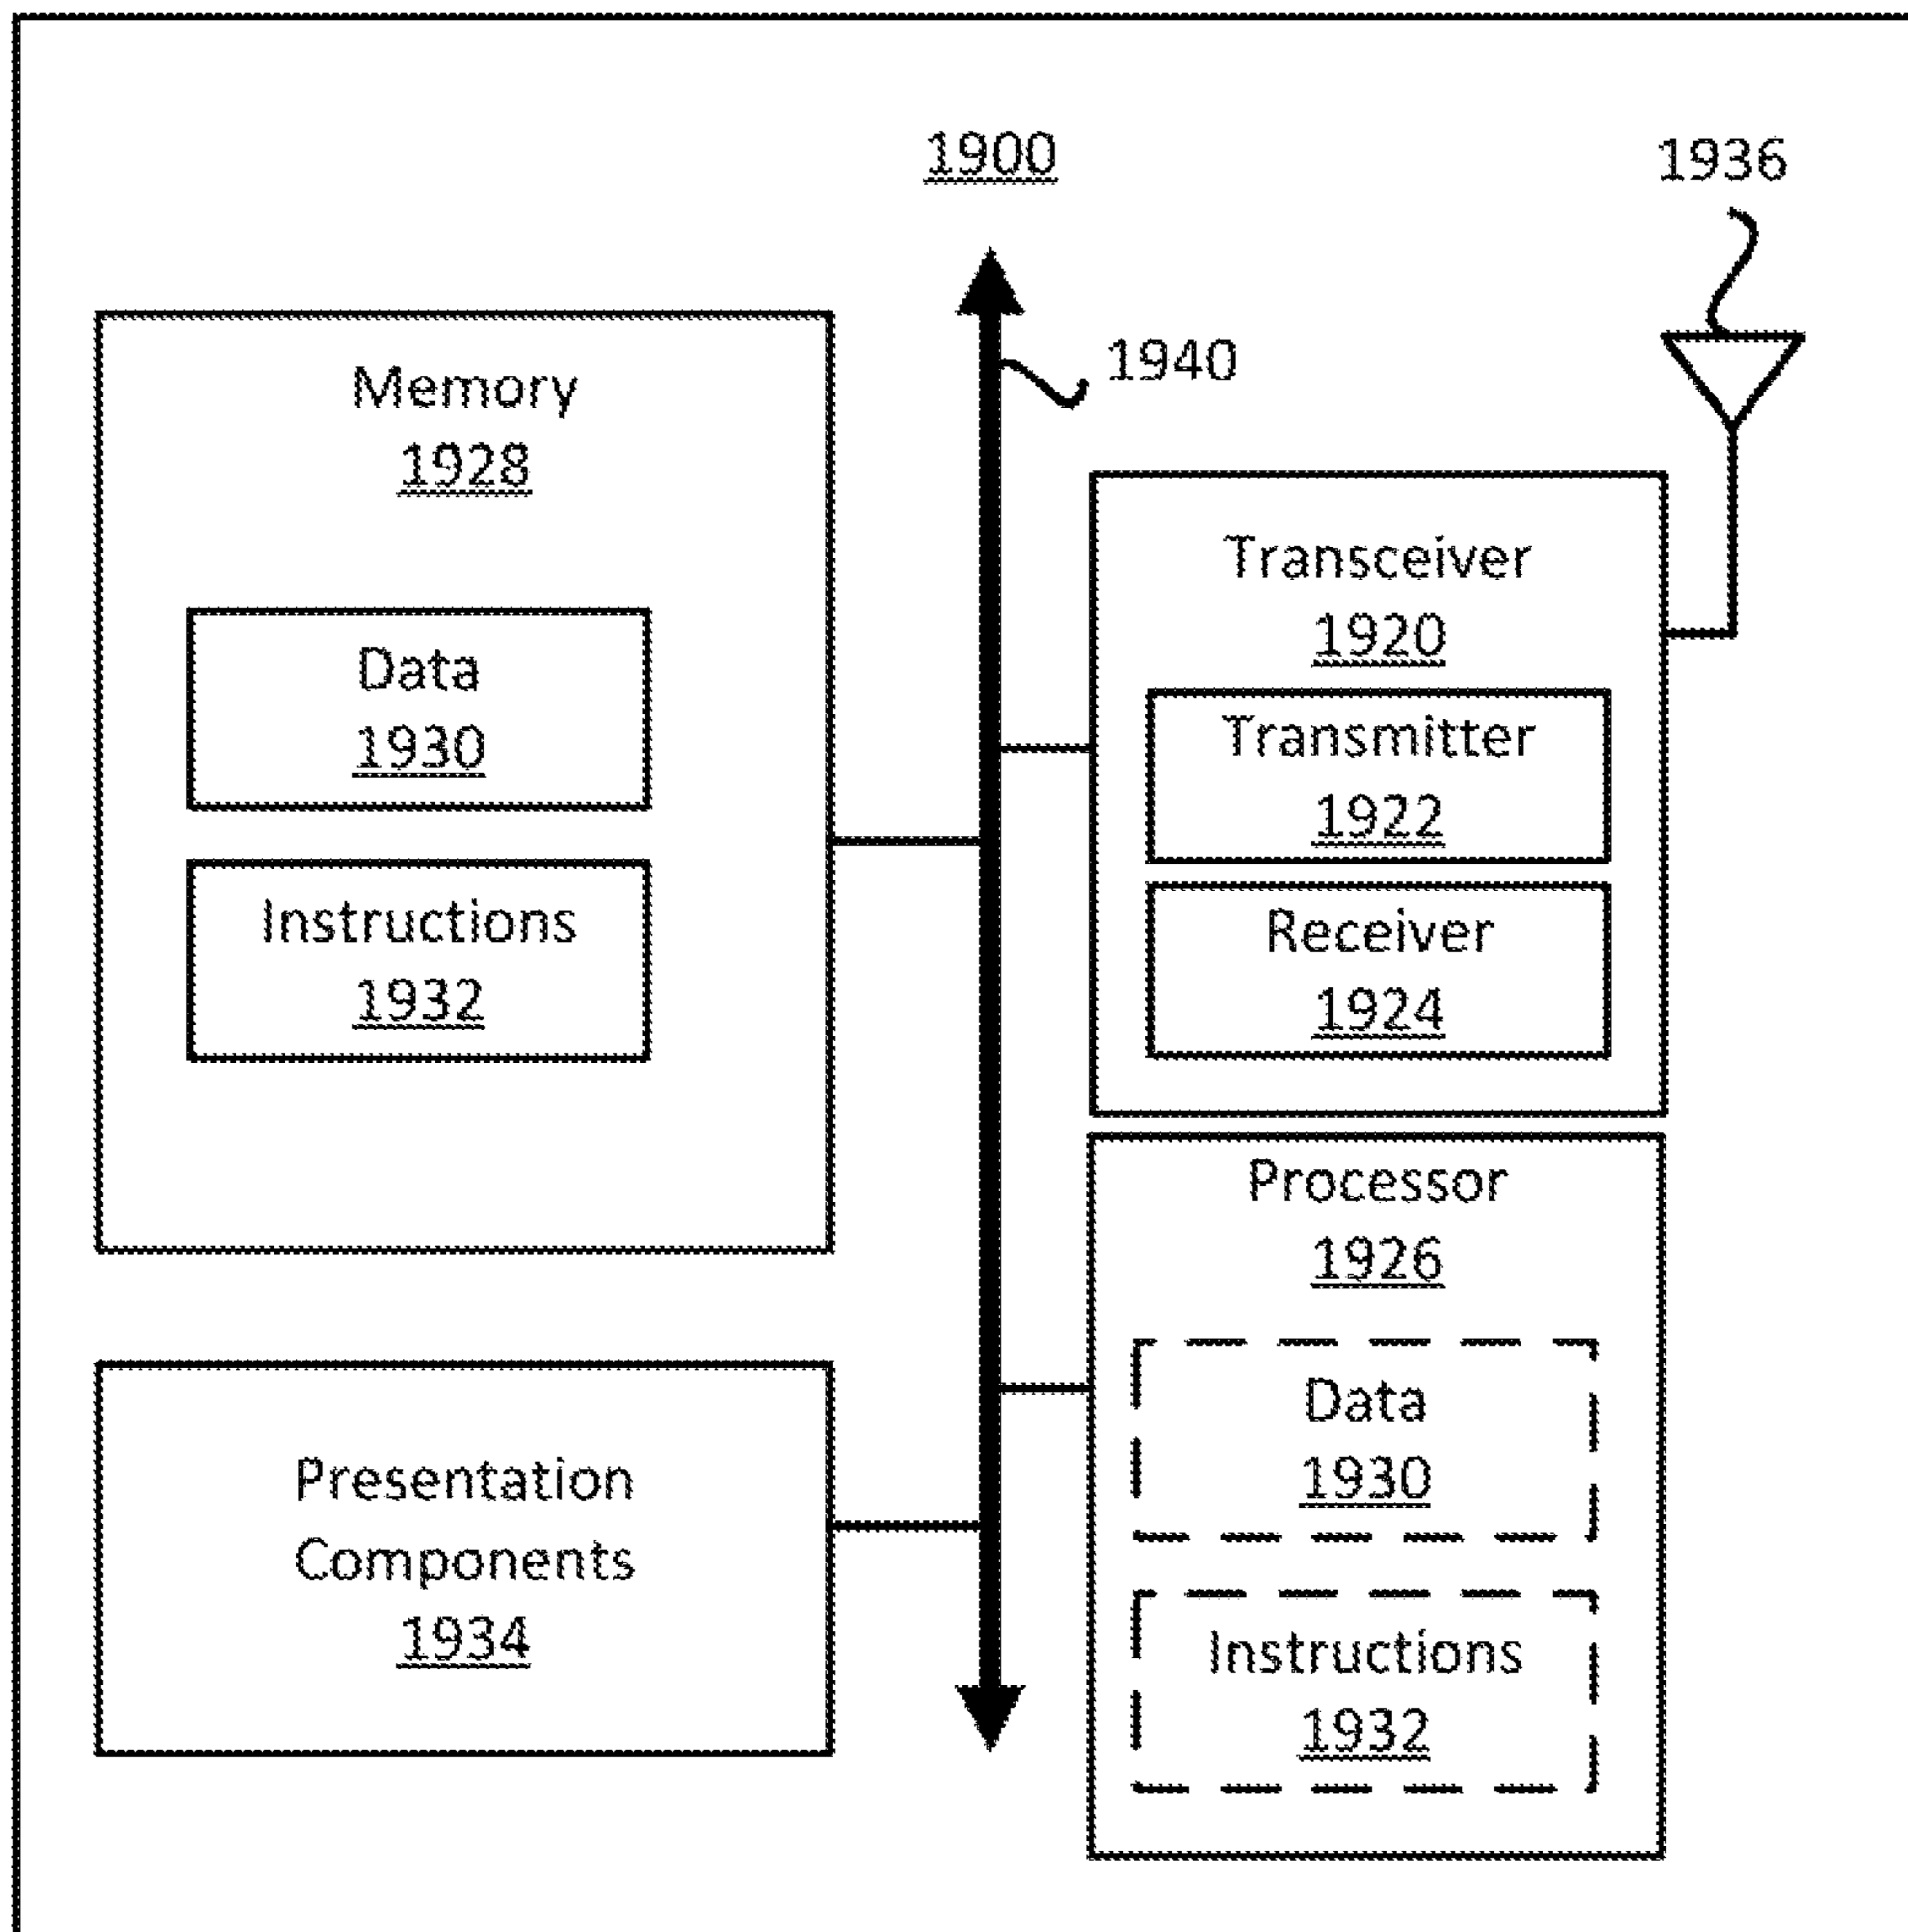 1900
1936
1940
Memory
1928
Data
1930
Instructions
1932
Transceiver
1920
Transmitter
1922
Receiver
1924
Processor
1926
Data
1930
Instructions
1932
Presentation
Components
1934